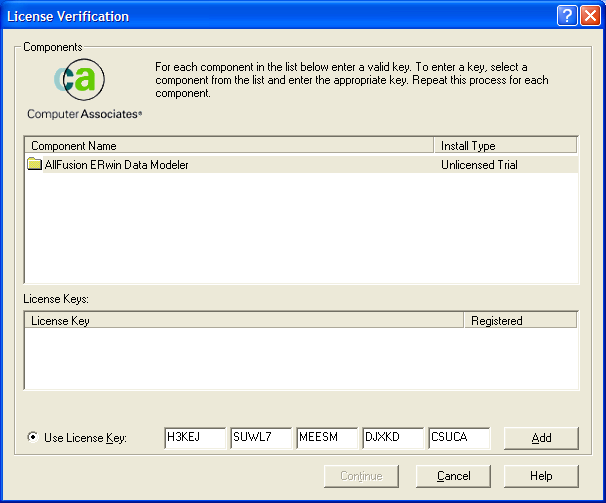 License Verification
Components
ca
For each component in the list below enter a valid key. To enter a key, select a
component from the list and enter the appropriate key. Repeat this process for each
component.
Computer Associates®
Component Name Install Type
AllFusion ERwin Data Modeler Unlicensed Trial
License Keys:
License Key Registered
Use License Key: H3KEJ SUWL7 MEESM DJXKD CSUCA Add
Continue Cancel Help